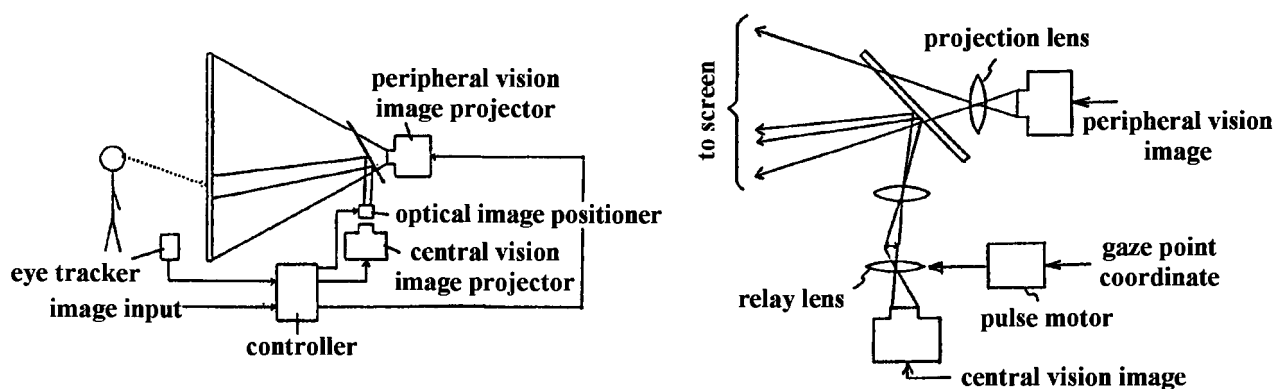 peripheral vision
image projector
optical image positioner
central vision
image projector
eye tracker
image input
controller
projection lens
to screen
peripheral vision
image
gaze point
coordinate
relay lens
pulse motor
central vision image